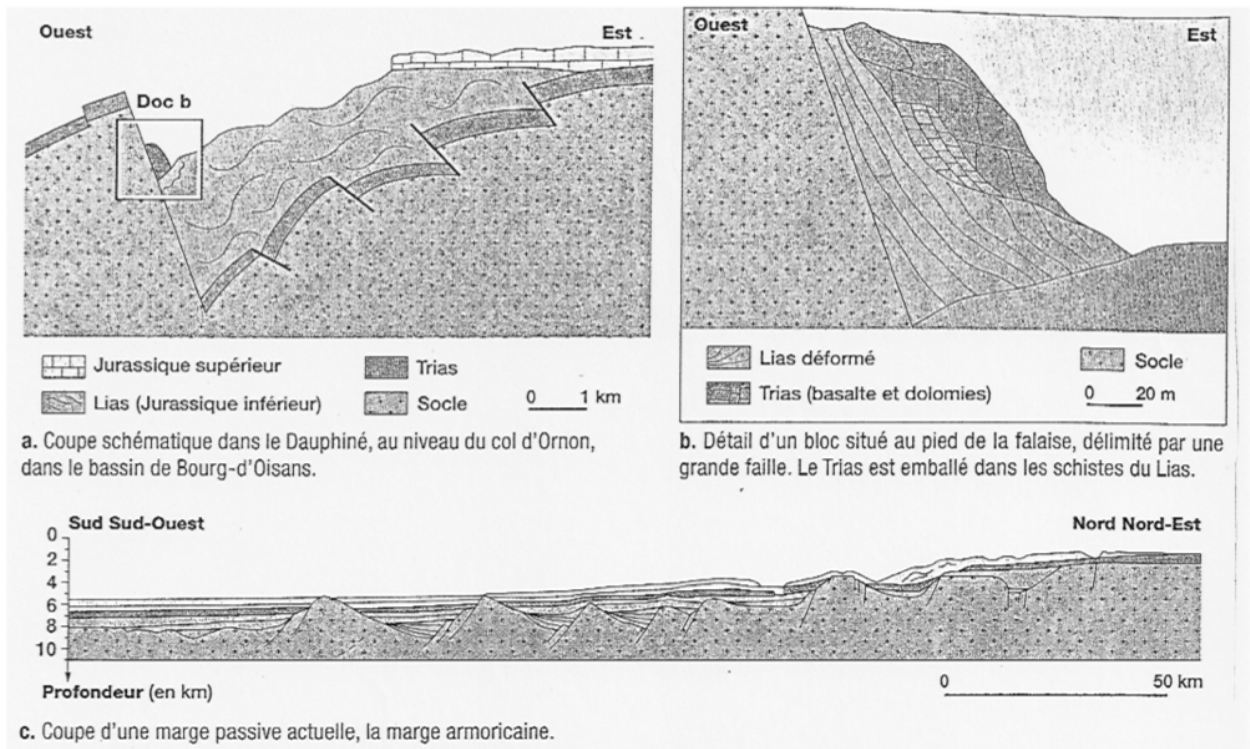 Ouest
Est
Doc b
Jurassique supérieur
Trias
Lias (Jurassique inférieur)
Socle
0 1 km
a. Coupe schématique dans le Dauphiné, au niveau du col d'Ornon,
dans le bassin de Bourg-d'Oisans.
Ouest
Est
Lias déformé
Socle
Trias (basalte et dolomies)
0 20 m
b. Détail d'un bloc situé au pied de la falaise, délimité par une
grande faille. Le Trias est emballé dans les schistes du Lias.
Sud Sud-Ouest
Nord Nord-Est
0
2
4
6
8
10
Profondeur (en km)
0 50 km
c. Coupe d'une marge passive actuelle, la marge armoricaine.